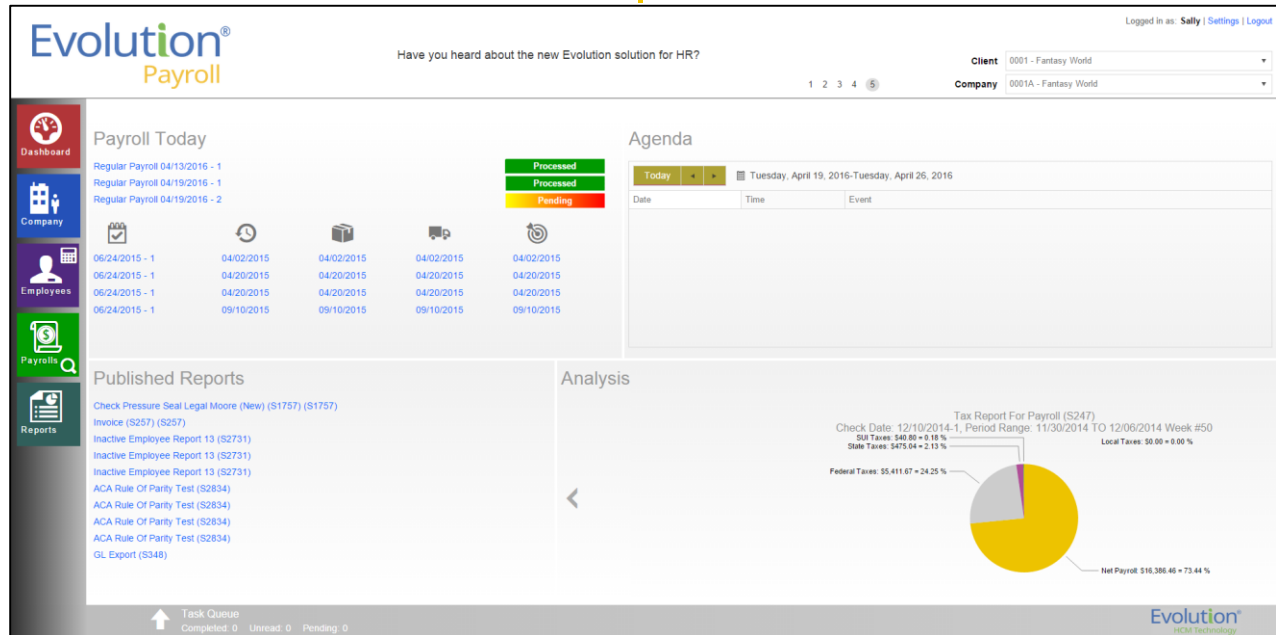 Logged in as: Sally | Settings | Logout
Evolution®
Payroll
Have you heard about the new Evolution solution for HR?
1 2 3 4 5
Client 0001 - Fantasy World
Company 0001A - Fantasy World
Dashboard
Company
Employees
Payrolls
Reports
Payroll Today
Regular Payroll 04/13/2016 - 1 Processed
Regular Payroll 04/19/2016 - 1 Processed
Regular Payroll 04/19/2016 - 2 Pending
06/24/2015 - 1 04/02/2015 04/02/2015 04/02/2015 04/02/2015
06/24/2015 - 1 04/20/2015 04/20/2015 04/20/2015 04/20/2015
06/24/2015 - 1 04/20/2015 04/20/2015 04/20/2015 04/20/2015
06/24/2015 - 1 09/10/2015 09/10/2015 09/10/2015 09/10/2015
Agenda
Today Tuesday, April 19, 2016-Tuesday, April 26, 2016
Date Time Event
Published Reports
Check Pressure Seal Legal Moore (New) (S1757) (S1757)
Invoice (S257) (S257)
Inactive Employee Report 13 (S2731)
Inactive Employee Report 13 (S2731)
Inactive Employee Report 13 (S2731)
ACA Rule Of Parity Test (S2834)
ACA Rule Of Parity Test (S2834)
ACA Rule Of Parity Test (S2834)
ACA Rule Of Parity Test (S2834)
GL Export (S348)
Analysis
Tax Report For Payroll (S247)
Check Date: 12/10/2014-1, Period Range: 11/30/2014 TO 12/06/2014 Week #50
SUI Taxes: $40.80 = 0.18 %
Local Taxes: $0.00 = 0.00 %
State Taxes: $475.04 = 2.13 %
Federal Taxes: $5,411.67 = 24.25 %
Net Payroll: $16,386.46 = 73.44 %
Task Queue
Completed: 0 Unread: 0 Pending: 0
Evolution®
HCM Technology